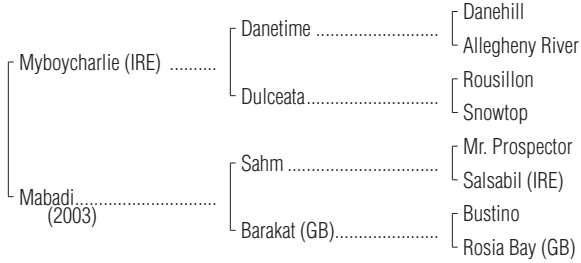 Danehill
Danetime ..............................
Allegheny River
Myboycharlie (IRE) ..........
Rousillon
Dulceata................................
Snowtop
Mr. Prospector
Sahm ....................................
Salsabil (IRE)
Mabadi..................................
(2003)
Bustino
Barakat (GB)..........................
Rosia Bay (GB)